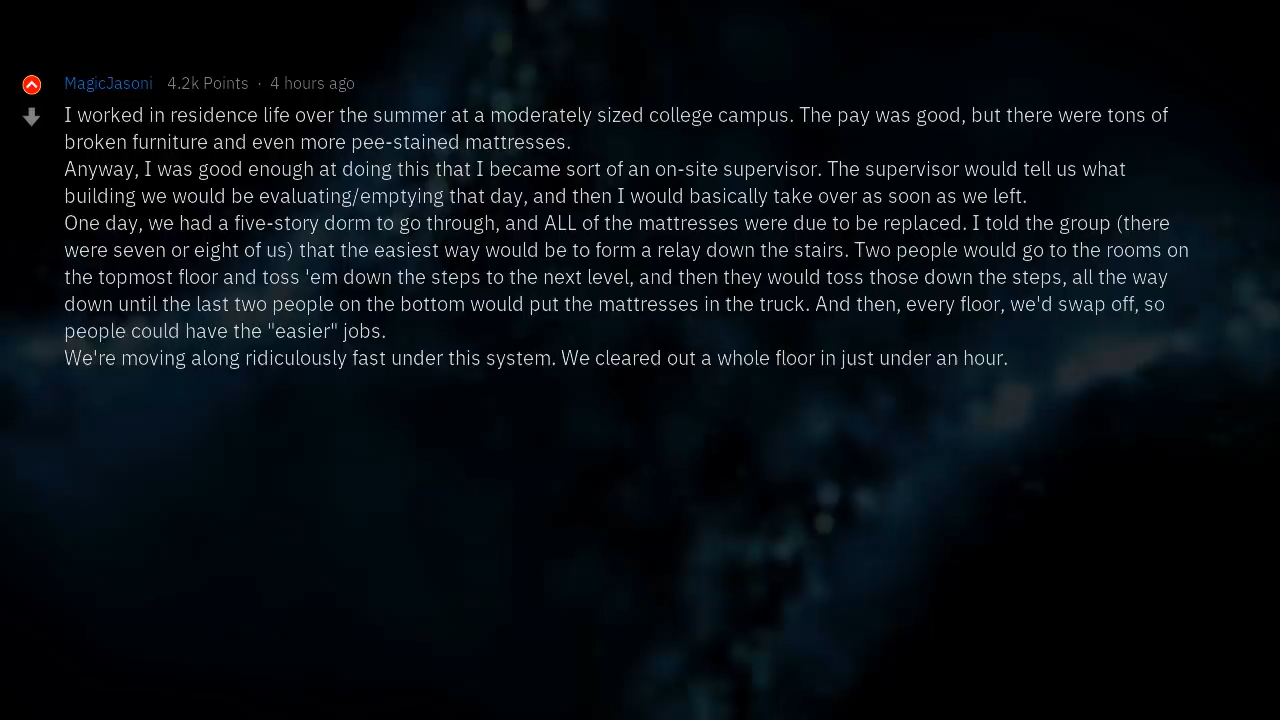 MagicJasoni 4.2k Points · 4 hours ago
I worked in residence life over the summer at a moderately sized college campus. The pay was good, but there were tons of
broken furniture and even more pee-stained mattresses.
Anyway, I was good enough at doing this that I became sort of an on-site supervisor. The supervisor would tell us what
building we would be evaluating/emptying that day, and then I would basically take over as soon as we left.
One day, we had a five-story dorm to go through, and ALL of the mattresses were due to be replaced. I told the group (there
were seven or eight of us) that the easiest way would be to form a relay down the stairs. Two people would go to the rooms on
the topmost floor and toss 'em down the steps to the next level, and then they would toss those down the steps, all the way
down until the last two people on the bottom would put the mattresses in the truck. And then, every floor, we'd swap off, so
people could have the "easier" jobs.
We're moving along ridiculously fast under this system. We cleared out a whole floor in just under an hour.